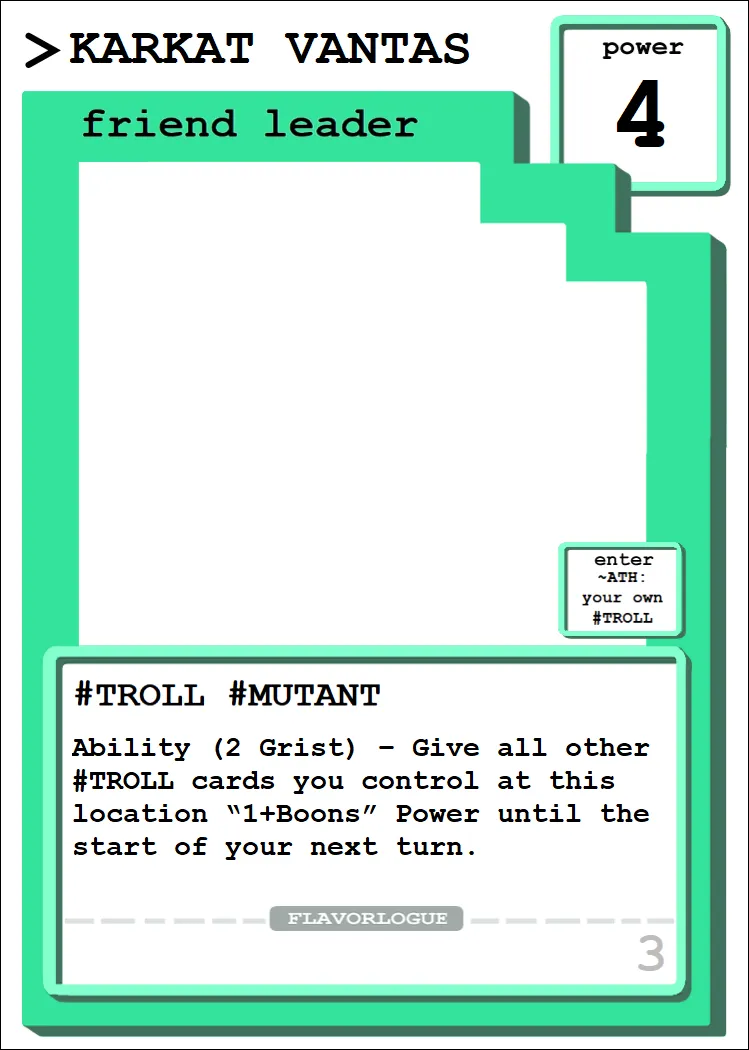 >KARKAT VANTAS
power
4
friend leader
enter
~ATH:
your own
#TROLL
#TROLL #MUTANT
Ability (2 Grist) – Give all other
#TROLL cards you control at this
location “1+Boons” Power until the
start of your next turn.
FLAVORLOGUE
3